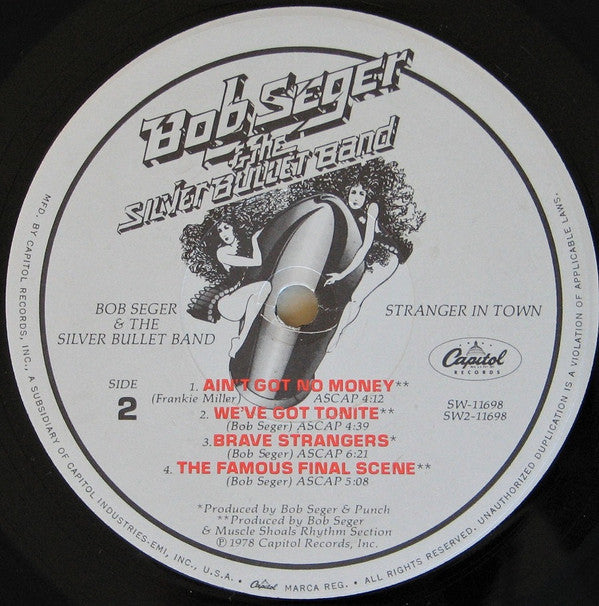 Bob Seger
& the
Silver Bullet Band
BOB SEGER
& THE
SILVER BULLET BAND
STRANGER IN TOWN
Capitol
RECORDS
SIDE
2
SW-11698
SW2-11698
1. AIN'T GOT NO MONEY**
(Frankie Miller) ASCAP 4:12
2. WE'VE GOT TONITE**
(Bob Seger) ASCAP 4:39
3. BRAVE STRANGERS*
(Bob Seger) ASCAP 6:21
4. THE FAMOUS FINAL SCENE**
(Bob Seger) ASCAP 5:08
*Produced by Bob Seger & Punch
**Produced by Bob Seger
& Muscle Shoals Rhythm Section
℗ 1978 Capitol Records, Inc.
MFD. BY CAPITOL RECORDS, INC., A SUBSIDIARY OF CAPITOL INDUSTRIES-EMI, INC., U.S.A. • Capitol MARCA REG. • ALL RIGHTS RESERVED. UNAUTHORIZED DUPLICATION IS A VIOLATION OF APPLICABLE LAWS.